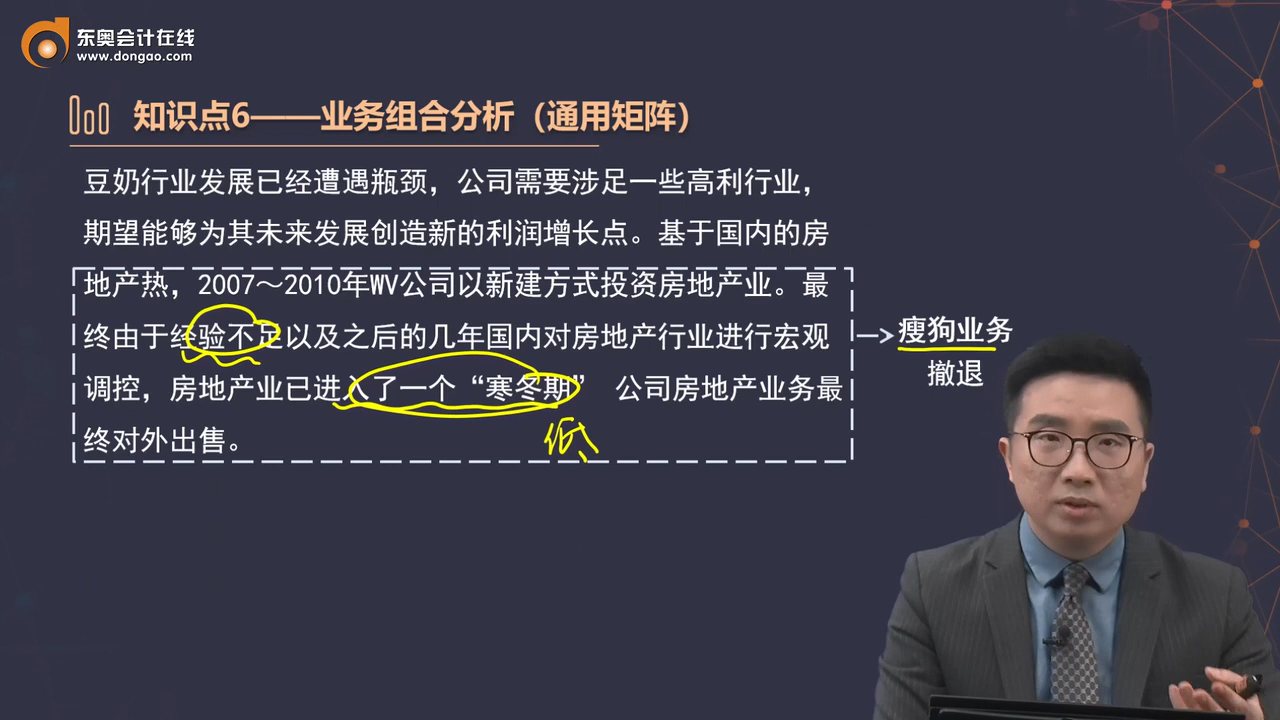 东奥会计在线
www.dongao.com
知识点6——业务组合分析（通用矩阵）
豆奶行业发展已经遭遇瓶颈，公司需要涉足一些高利行业，
期望能够为其未来发展创造新的利润增长点。基于国内的房
地产热，2007～2010年WV公司以新建方式投资房地产业。最
终由于经验不足以及之后的几年国内对房地产行业进行宏观
调控，房地产业已进入了一个“寒冬期” 公司房地产业务最
终对外出售。
瘦狗业务
撤退
低